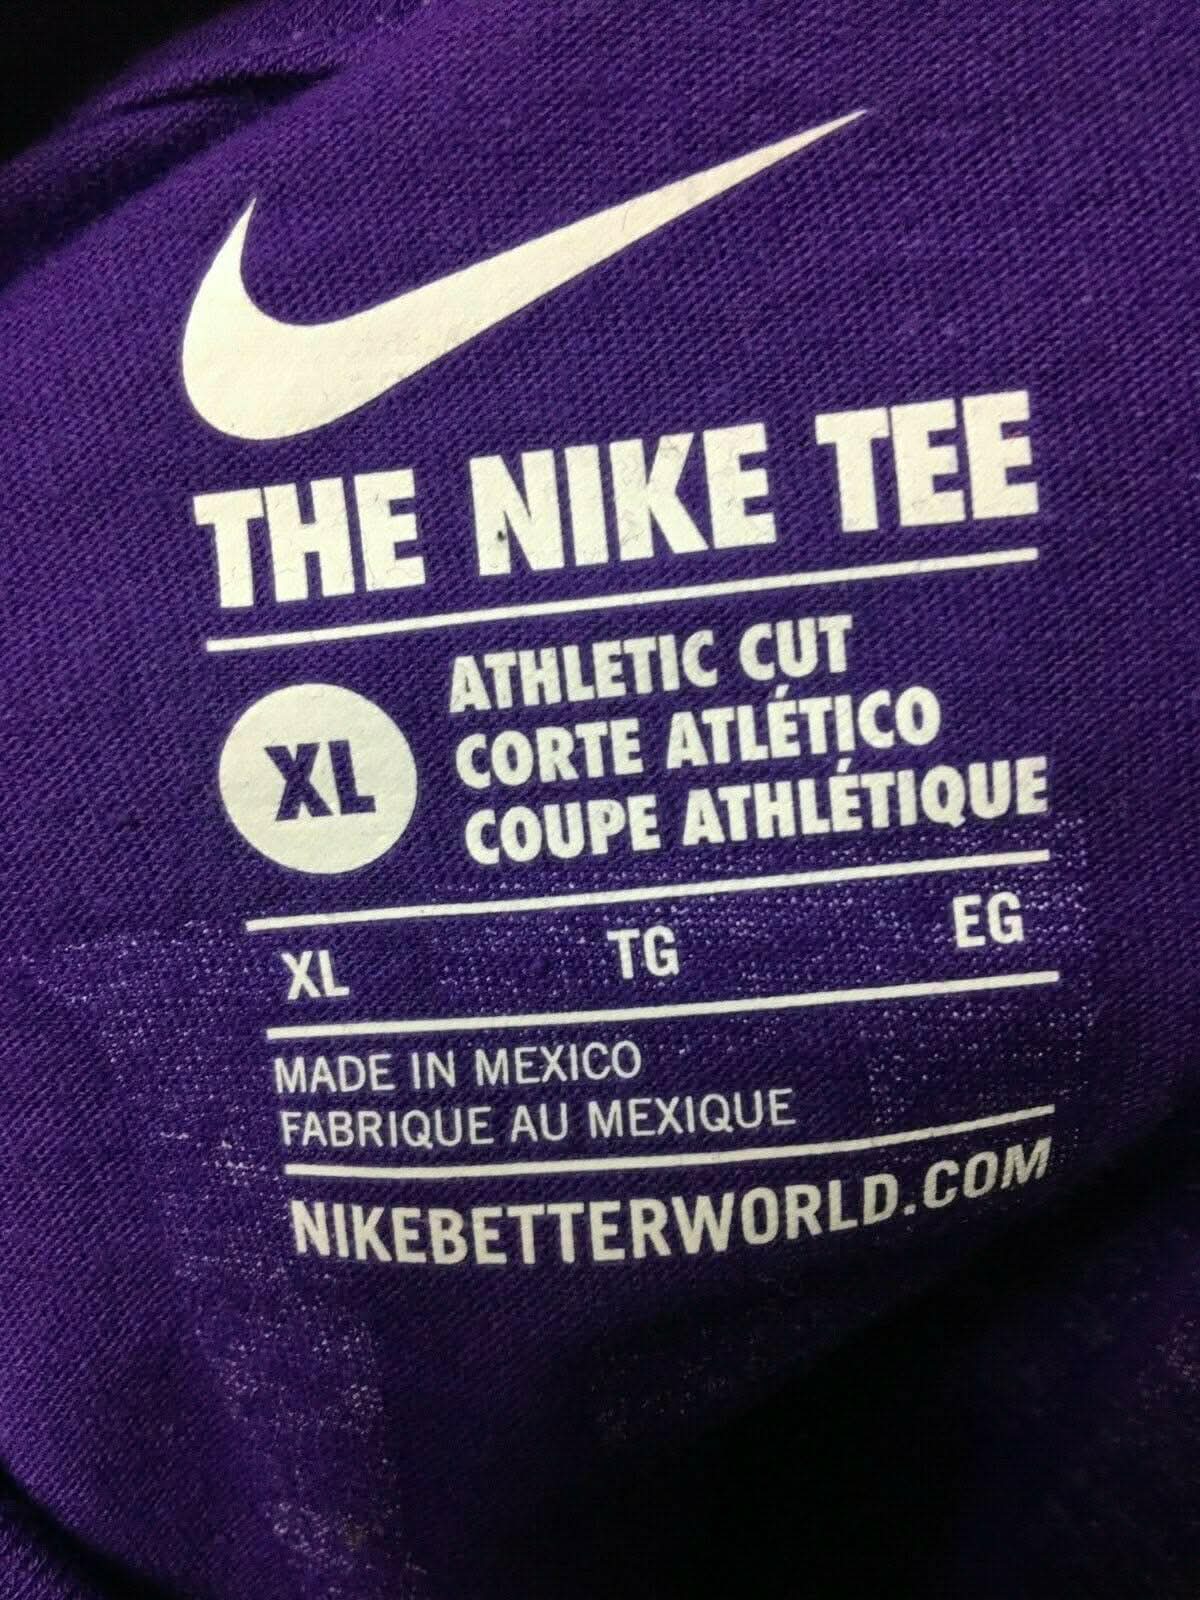 THE NIKE TEE
XL
ATHLETIC CUT
CORTE ATLÉTICO
COUPE ATHLÉTIQUE
XL TG EG
MADE IN MEXICO
FABRIQUE AU MEXIQUE
NIKEBETTERWORLD.COM